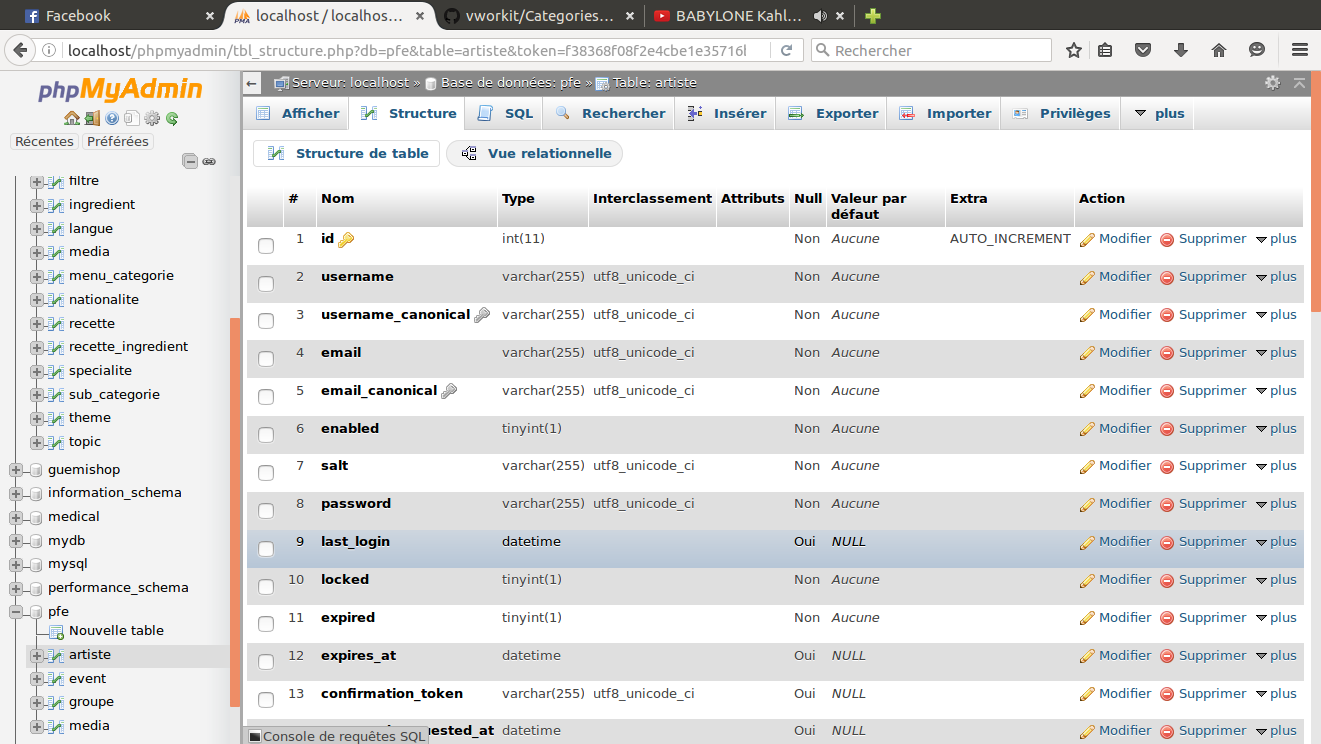 Facebook
localhost / localhos...
vworkit/Categories...
BABYLONE Kahl...
localhost/phpmyadmin/tbl_structure.php?db=pfe&table=artiste&token=f38368f08f2e4cbe1e35716l
Rechercher
phpMyAdmin
Récentes Préférées
filtre
ingredient
langue
media
menu_categorie
nationalite
recette
recette_ingredient
specialite
sub_categorie
theme
topic
guemishop
information_schema
medical
mydb
mysql
performance_schema
pfe
Nouvelle table
artiste
event
groupe
media
Serveur: localhost » Base de données: pfe » Table: artiste
Afficher Structure SQL Rechercher Insérer Exporter Importer Privilèges plus
Structure de table Vue relationnelle
# Nom Type Interclassement Attributs Null Valeur par défaut Extra Action
1 id int(11) Non Aucune AUTO_INCREMENT Modifier Supprimer plus
2 username varchar(255) utf8_unicode_ci Non Aucune Modifier Supprimer plus
3 username_canonical varchar(255) utf8_unicode_ci Non Aucune Modifier Supprimer plus
4 email varchar(255) utf8_unicode_ci Non Aucune Modifier Supprimer plus
5 email_canonical varchar(255) utf8_unicode_ci Non Aucune Modifier Supprimer plus
6 enabled tinyint(1) Non Aucune Modifier Supprimer plus
7 salt varchar(255) utf8_unicode_ci Non Aucune Modifier Supprimer plus
8 password varchar(255) utf8_unicode_ci Non Aucune Modifier Supprimer plus
9 last_login datetime Oui NULL Modifier Supprimer plus
10 locked tinyint(1) Non Aucune Modifier Supprimer plus
11 expired tinyint(1) Non Aucune Modifier Supprimer plus
12 expires_at datetime Oui NULL Modifier Supprimer plus
13 confirmation_token varchar(255) utf8_unicode_ci Oui NULL Modifier Supprimer plus
ested_at datetime Oui NULL Modifier Supprimer plus
Console de requêtes SQL